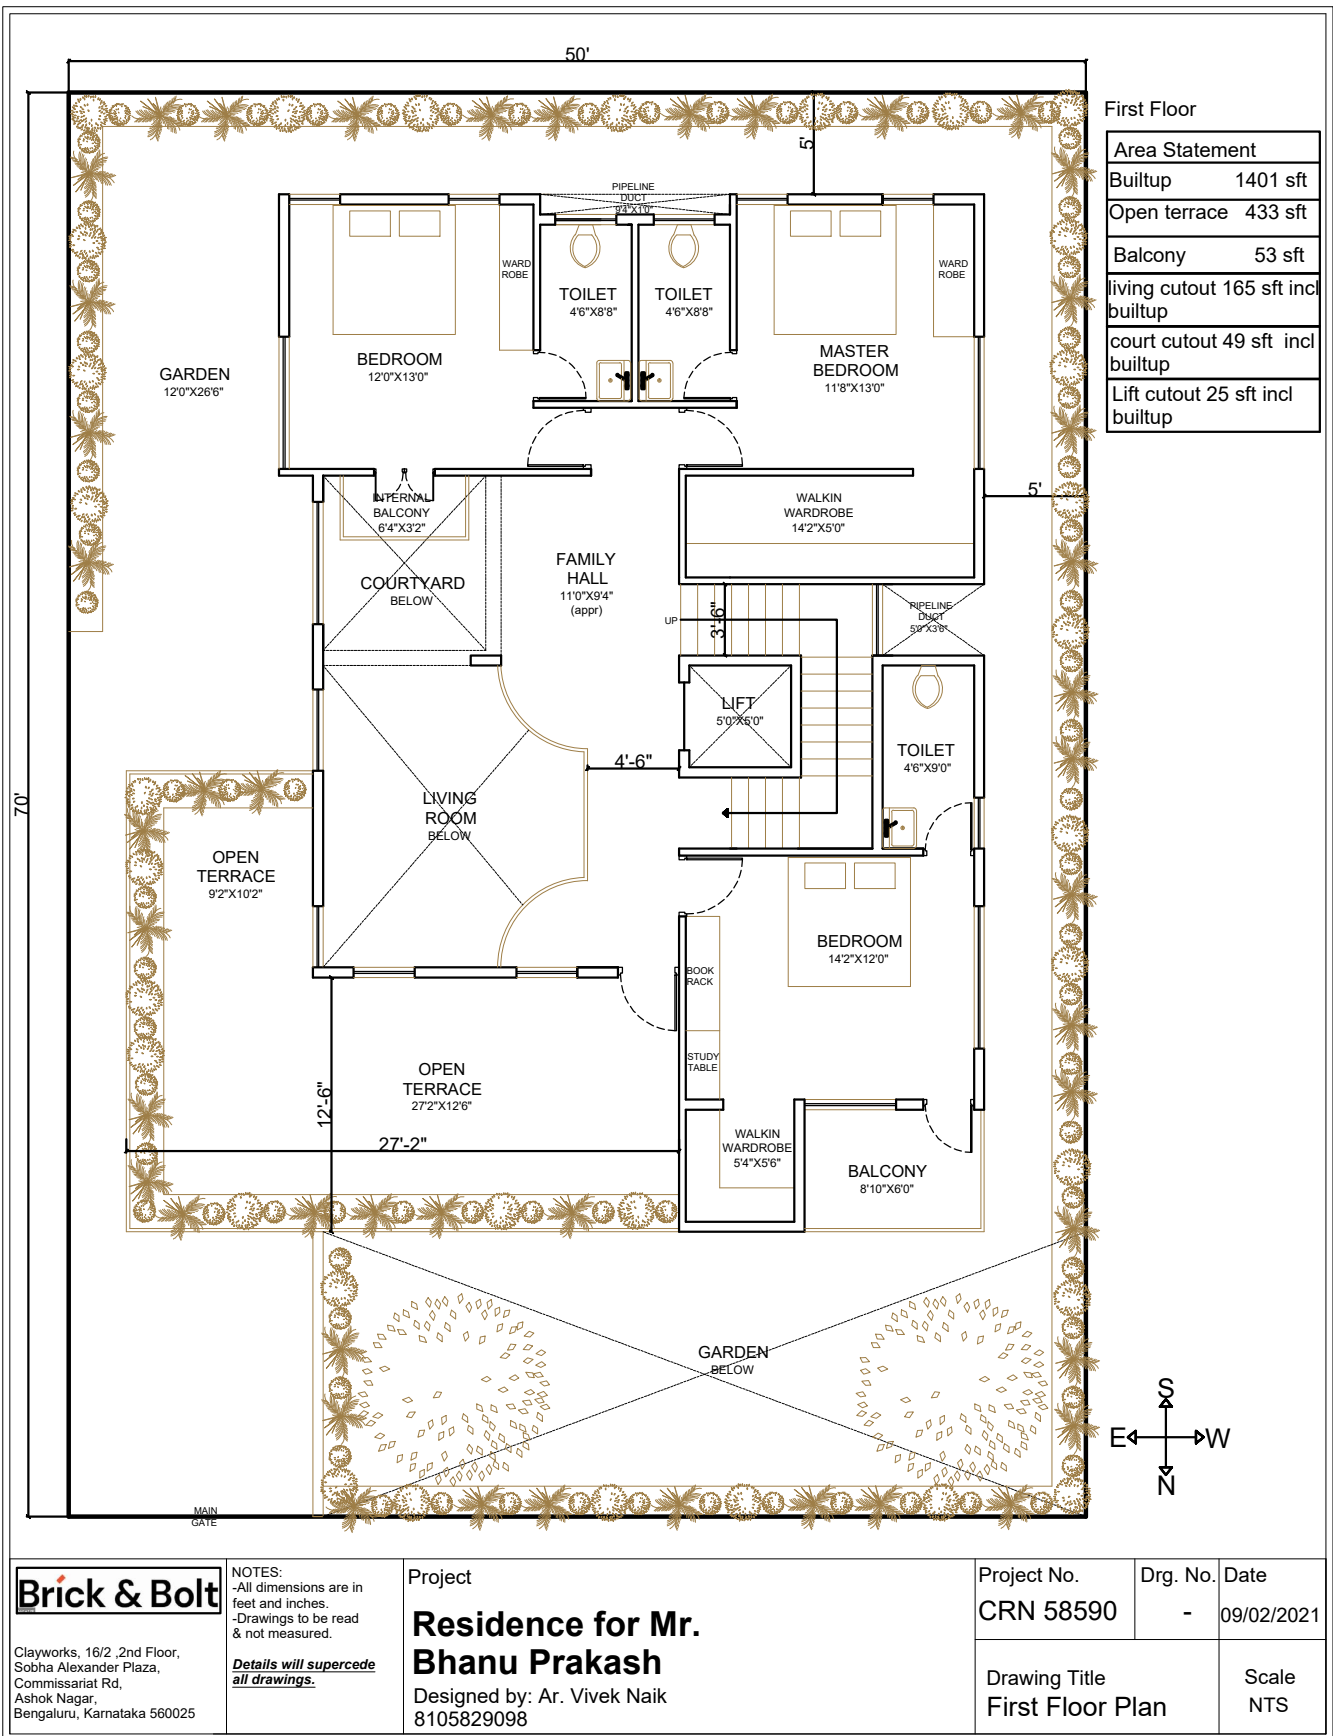 50'
First Floor
Area Statement
Builtup 1401 sft
Open terrace 433 sft
Balcony 53 sft
living cutout 165 sft incl
builtup
court cutout 49 sft incl
builtup
Lift cutout 25 sft incl
builtup
5'
PIPELINE
DUCT
9'4"X1'0"
WARD
ROBE
TOILET
4'6"X8'8"
TOILET
4'6"X8'8"
WARD
ROBE
BEDROOM
12'0"X13'0"
MASTER
BEDROOM
11'8"X13'0"
GARDEN
12'0"X26'6"
5'
INTERNAL
BALCONY
6'4"X3'2"
WALKIN
WARDROBE
14'2"X5'0"
FAMILY
HALL
11'0"X9'4"
(appr)
COURTYARD
BELOW
UP
3'-6"
PIPELINE
DUCT
5'0"X3'6"
LIFT
5'0"X5'0"
TOILET
4'6"X9'0"
4'-6"
70'
LIVING
ROOM
BELOW
OPEN
TERRACE
9'2"X10'2"
BEDROOM
14'2"X12'0"
BOOK
RACK
STUDY
TABLE
OPEN
TERRACE
27'2"X12'6"
12'-6"
27'-2"
WALKIN
WARDROBE
5'4"X5'6"
BALCONY
8'10"X6'0"
GARDEN
BELOW
S
E W
N
MAIN
GATE
Brick & Bolt
Clayworks, 16/2 ,2nd Floor,
Sobha Alexander Plaza,
Commissariat Rd,
Ashok Nagar,
Bengaluru, Karnataka 560025
NOTES:
-All dimensions are in
feet and inches.
-Drawings to be read
& not measured.
Details will supercede
all drawings.
Project
Residence for Mr.
Bhanu Prakash
Designed by: Ar. Vivek Naik
8105829098
Project No.
CRN 58590
Drg. No.
-
Date
09/02/2021
Drawing Title
First Floor Plan
Scale
NTS